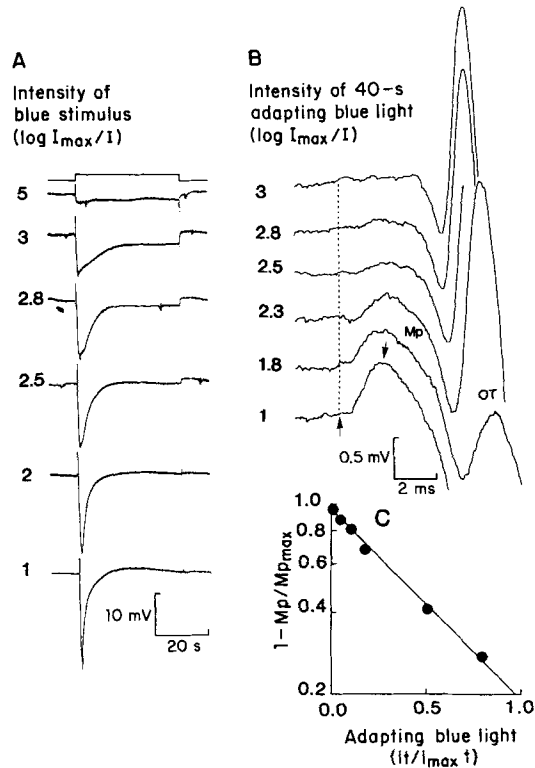 A
Intensity of
blue stimulus
(log Imax/I)
5
3
2.8
2.5
2
1
10 mV
20 s
B
Intensity of 40-s
adapting blue light
(log Imax/I)
3
2.8
2.5
2.3
1.8
1
Mp
OT
0.5 mV
2 ms
C
1-Mp/Mpmax
1.0
0.8
0.6
0.4
0.2
0.0
0.5
1.0
Adapting blue light
(It/Imax t)